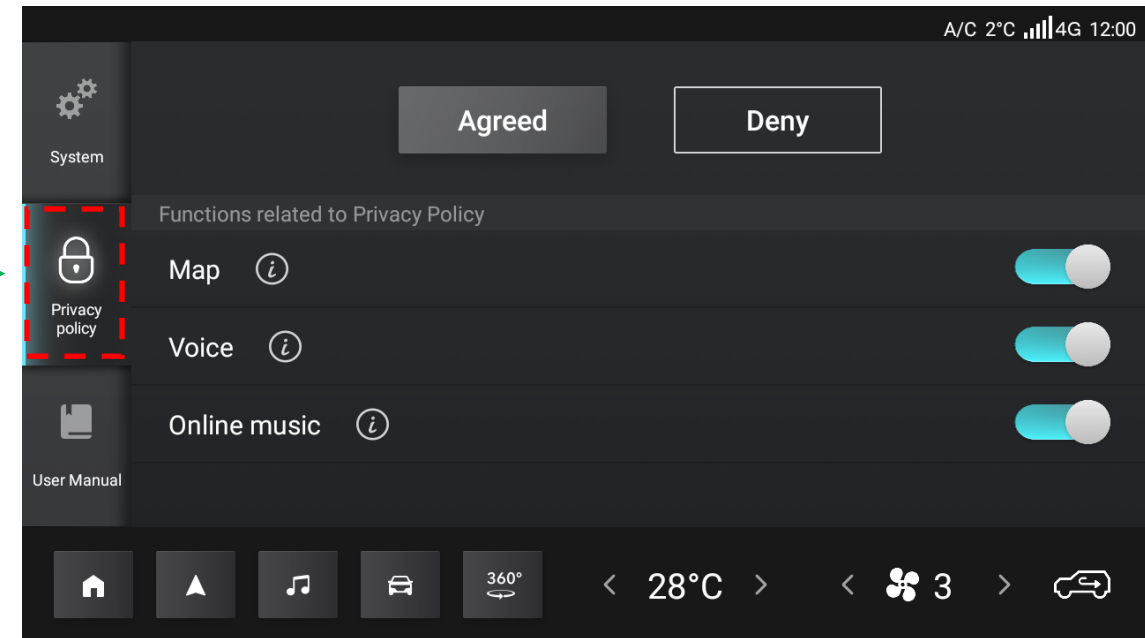 A/C 2°C 4G 12:00
System
Agreed
Deny
Functions related to Privacy Policy
Privacy
policy
Map
Voice
Online music
User Manual
360°
28°C
3